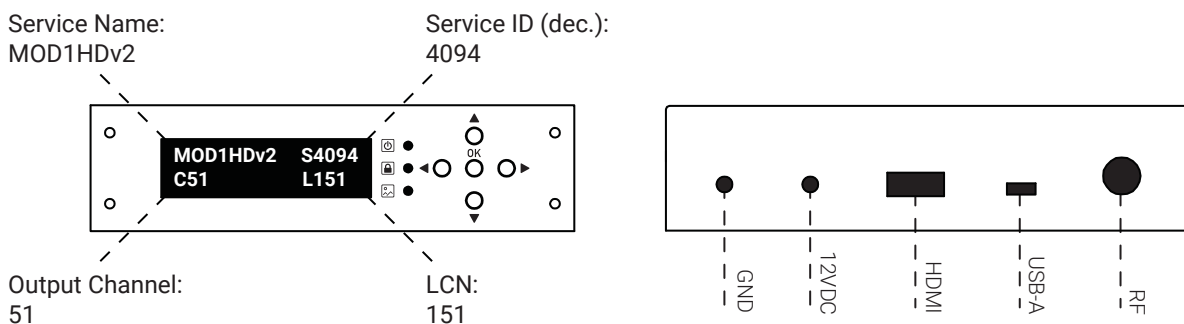 Service Name:
MOD1HDv2
Service ID (dec.):
4094
MOD1HDv2 S4094
C51 L151
OK
Output Channel:
51
LCN:
151
GND
12VDC
HDMI
USB-A
RF